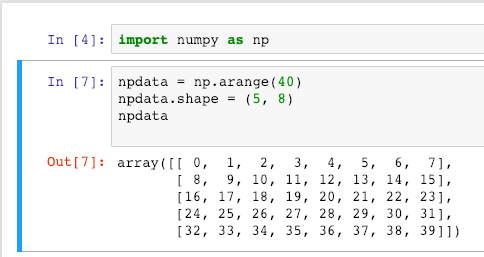 In [4]: import numpy as np
In [7]: npdata = np.arange(40)
npdata.shape = (5, 8)
npdata
Out[7]: array([[ 0,  1,  2,  3,  4,  5,  6,  7],
[ 8,  9, 10, 11, 12, 13, 14, 15],
[16, 17, 18, 19, 20, 21, 22, 23],
[24, 25, 26, 27, 28, 29, 30, 31],
[32, 33, 34, 35, 36, 37, 38, 39]])